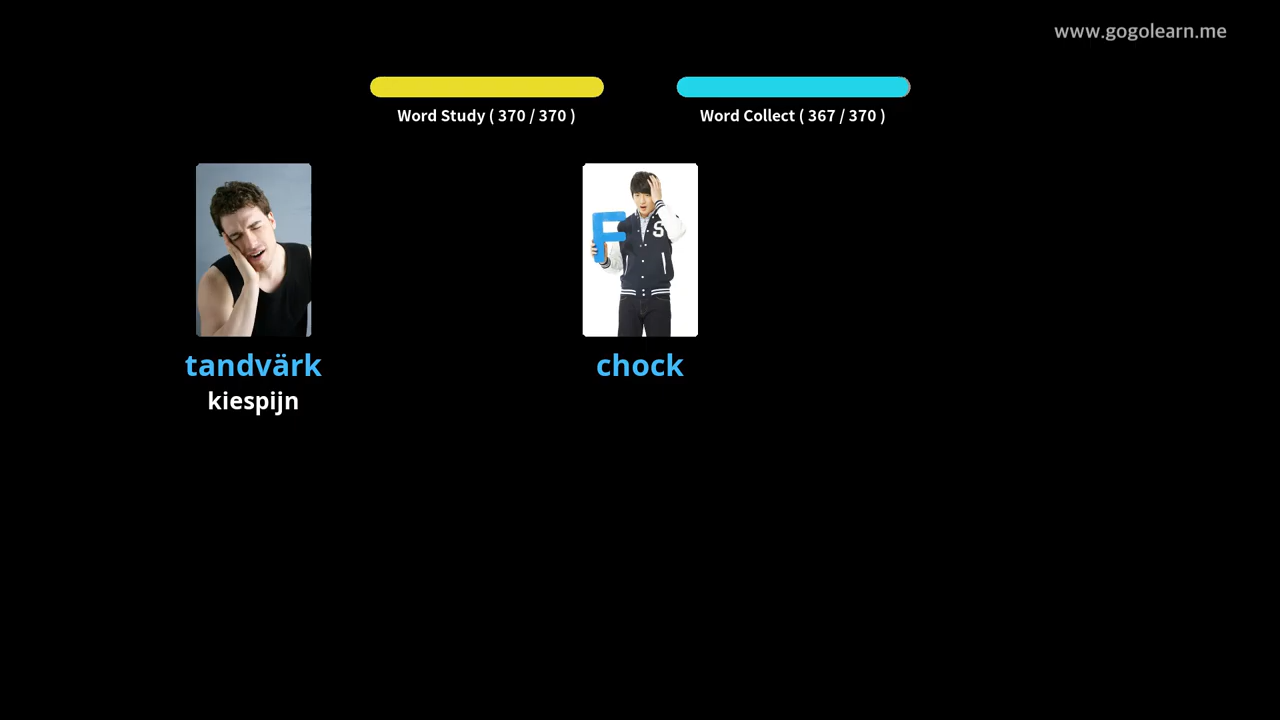 www.gogolearn.me
Word Study ( 370 / 370 )
Word Collect ( 367 / 370 )
F
S
tandvärk
chock
kiespijn